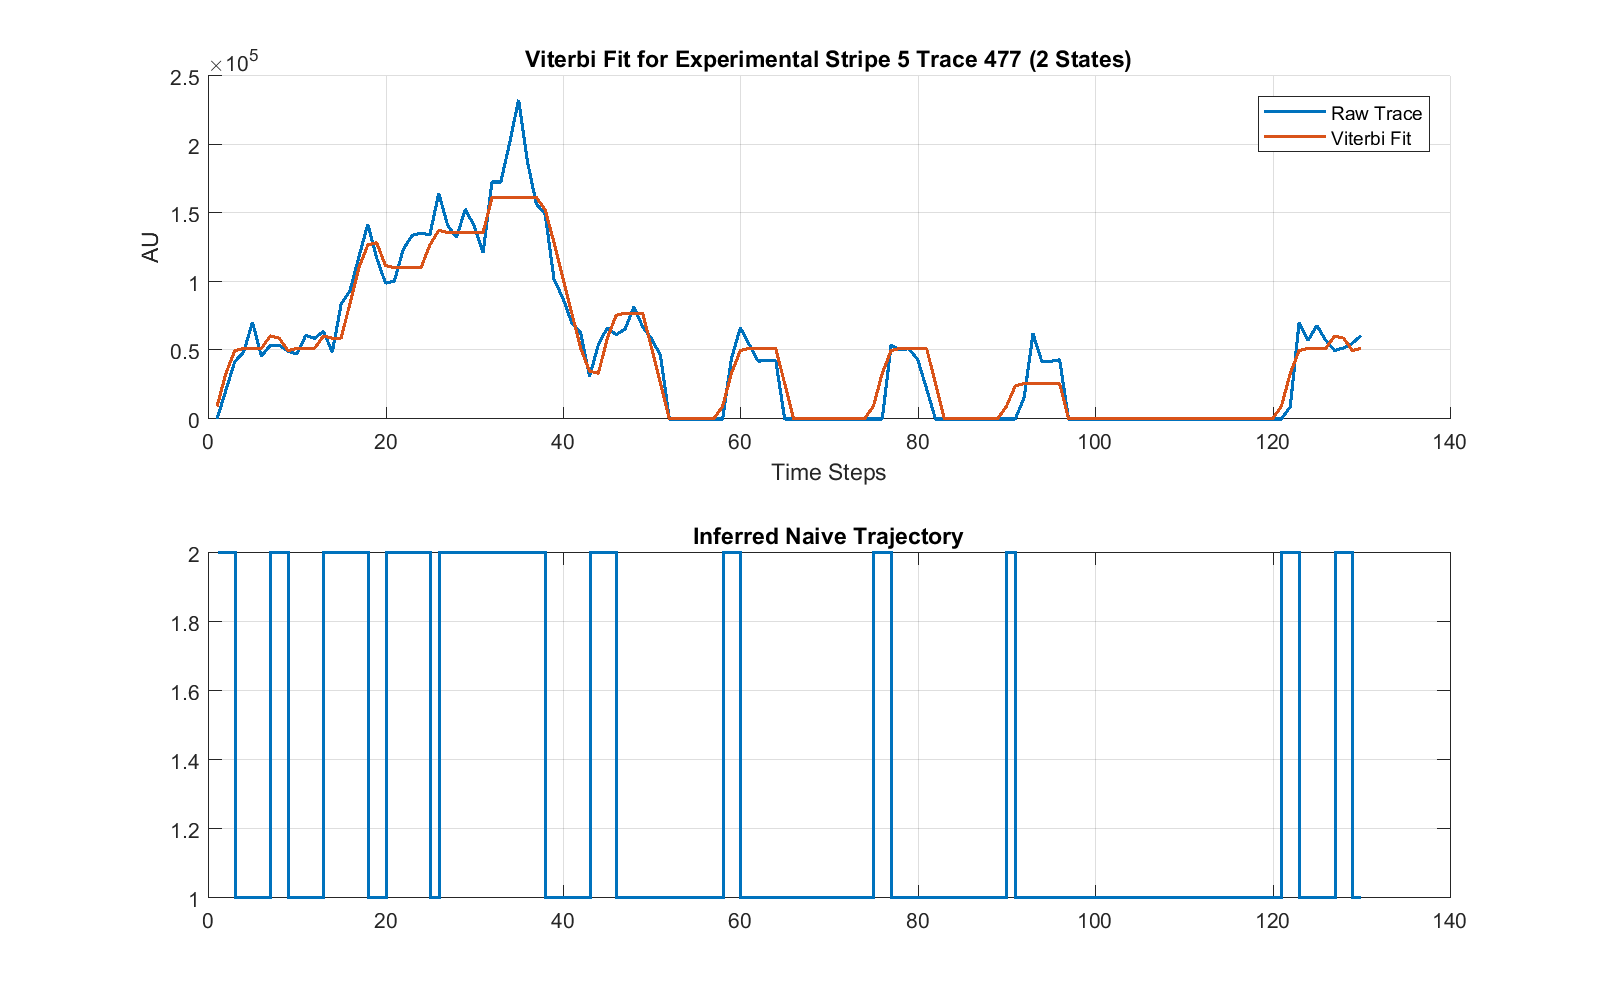 Viterbi Fit for Experimental Stripe 5 Trace 477 (2 States)
×10^5
2.5
2
1.5
1
0.5
0
AU
Raw Trace
Viterbi Fit
0 20 40 60 80 100 120 140
Time Steps
Inferred Naive Trajectory
2
1.8
1.6
1.4
1.2
1
0 20 40 60 80 100 120 140